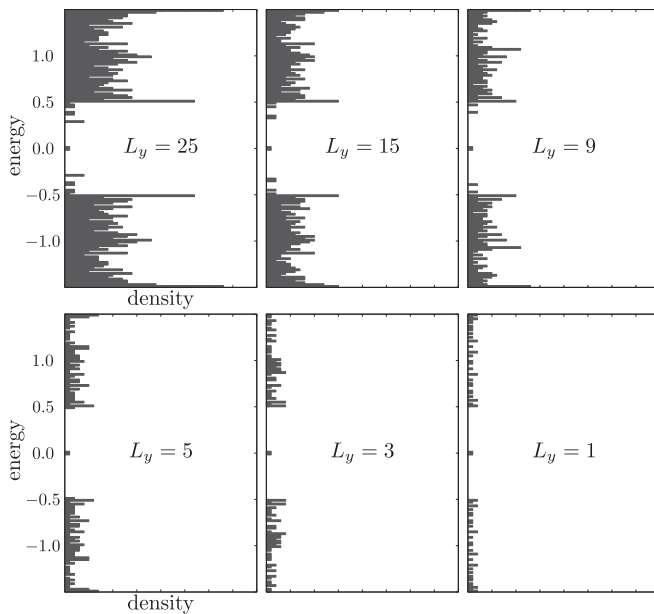 1.0
0.5
0.0
−0.5
−1.0
energy
L_y = 25
L_y = 15
L_y = 9
density
density
1.0
0.5
0.0
−0.5
−1.0
energy
L_y = 5
L_y = 3
L_y = 1
density